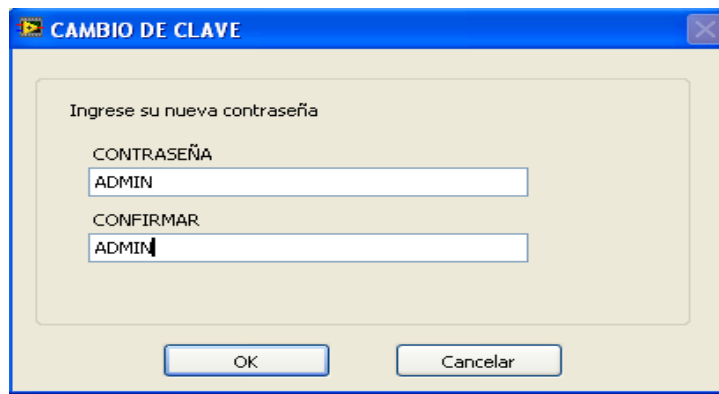 CAMBIO DE CLAVE
Ingrese su nueva contraseña
CONTRASEÑA
ADMIN
CONFIRMAR
ADMIN
OK Cancelar